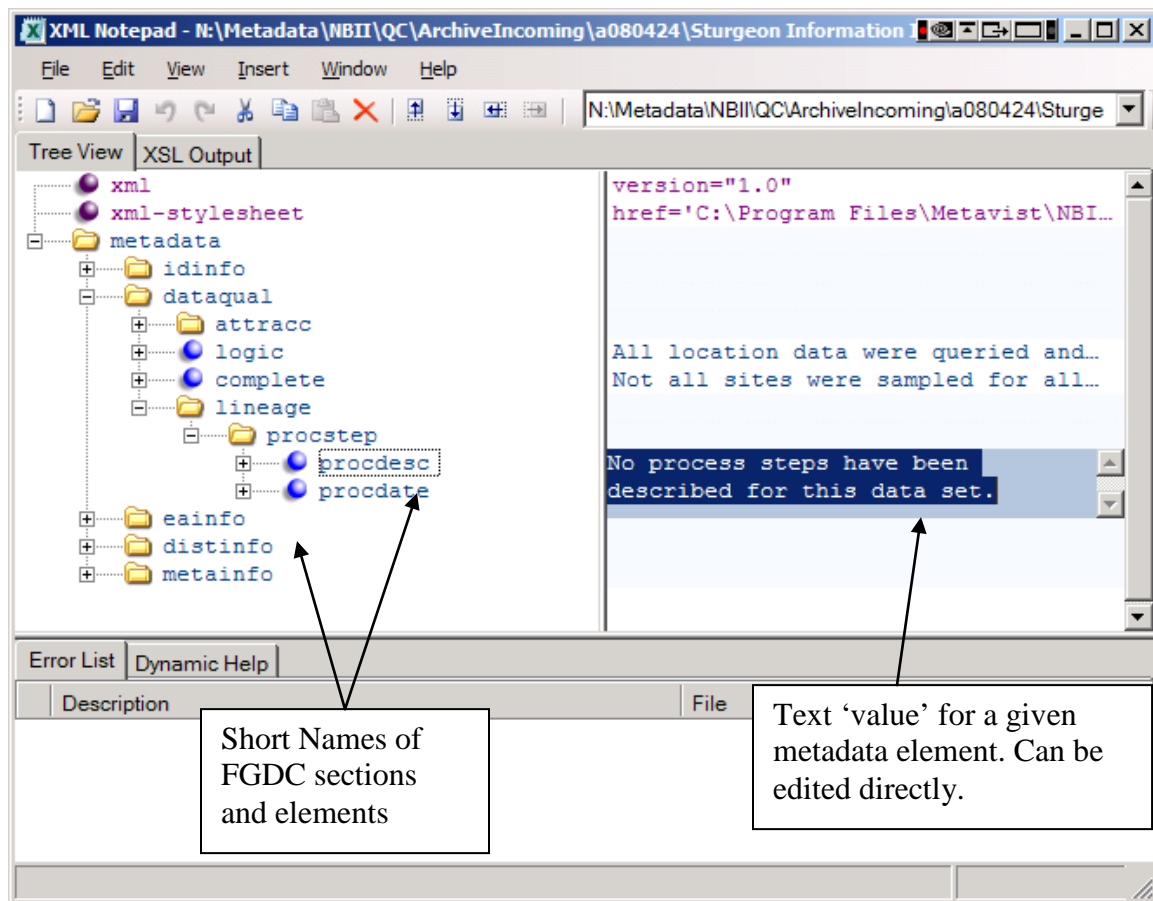 XML Notepad - N:\Metadata\NBII\QC\ArchiveIncoming\a080424\Sturgeon Information
File Edit View Insert Window Help
N:\Metadata\NBII\QC\ArchiveIncoming\a080424\Sturge
Tree View XSL Output
xml version="1.0"
xml-stylesheet href='C:\Program Files\Metavist\NBI...
metadata
idinfo
dataqual
attracc
logic All location data were queried and...
complete Not all sites were sampled for all...
lineage
procstep
procdesc No process steps have been
procdate described for this data set.
eainfo
distinfo
metainfo
Error List Dynamic Help
Description File
Short Names of
FGDC sections
and elements
Text ‘value’ for a given
metadata element. Can be
edited directly.